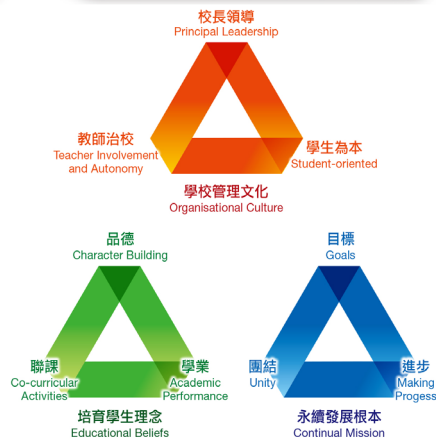 校長領導
Principal Leadership
教師治校
Teacher Involvement
and Autonomy
學生為本
Student-oriented
學校管理文化
Organisational Culture
品德
Character Building
聯課
Co-curricular
Activities
學業
Academic
Performance
培育學生理念
Educational Beliefs
目標
Goals
團結
Unity
進步
Making
Progess
永續發展根本
Continual Mission